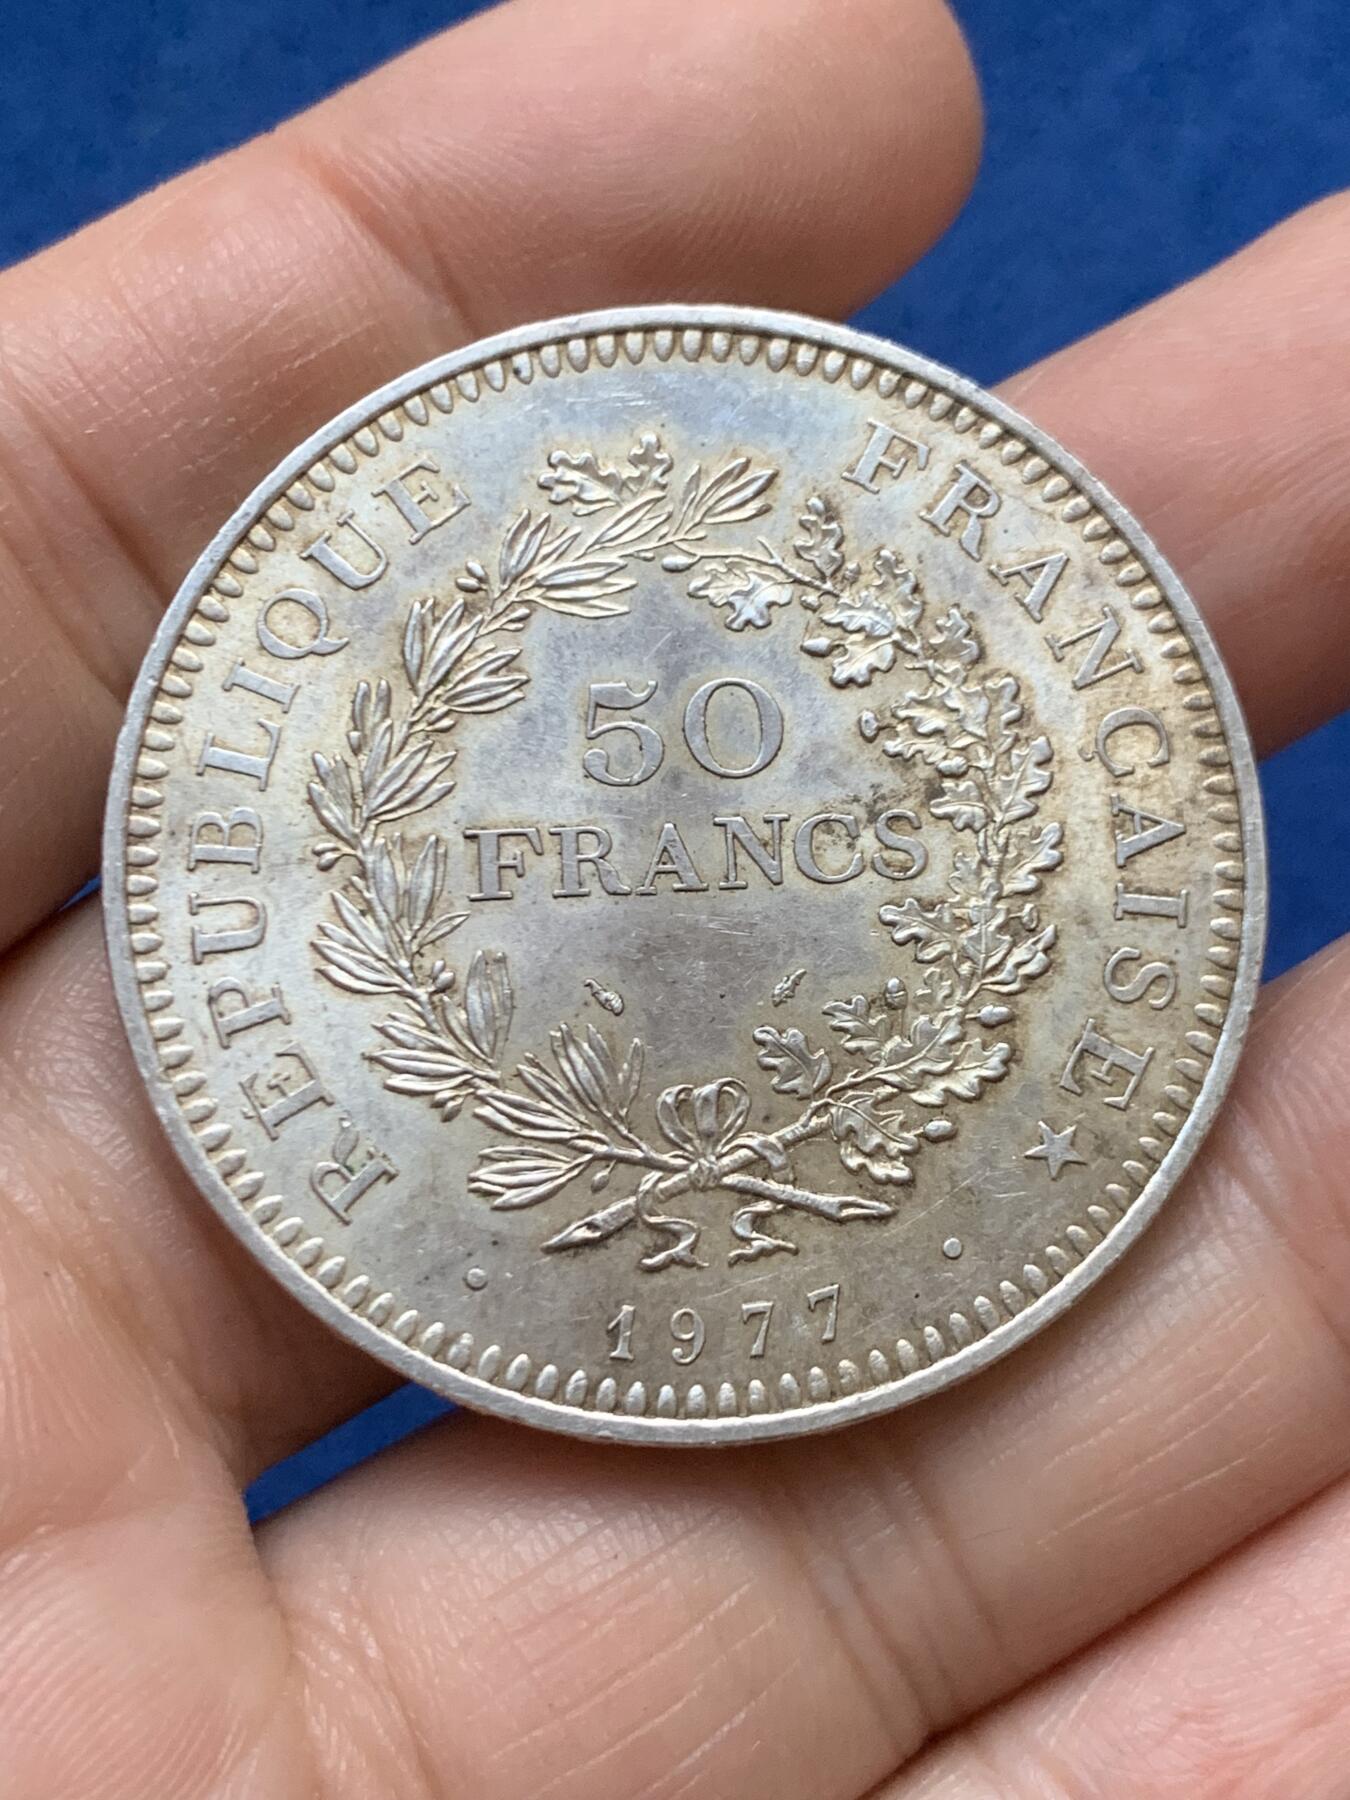 RÉPUBLIQUE FRANÇAISE
50
FRANCS
1977